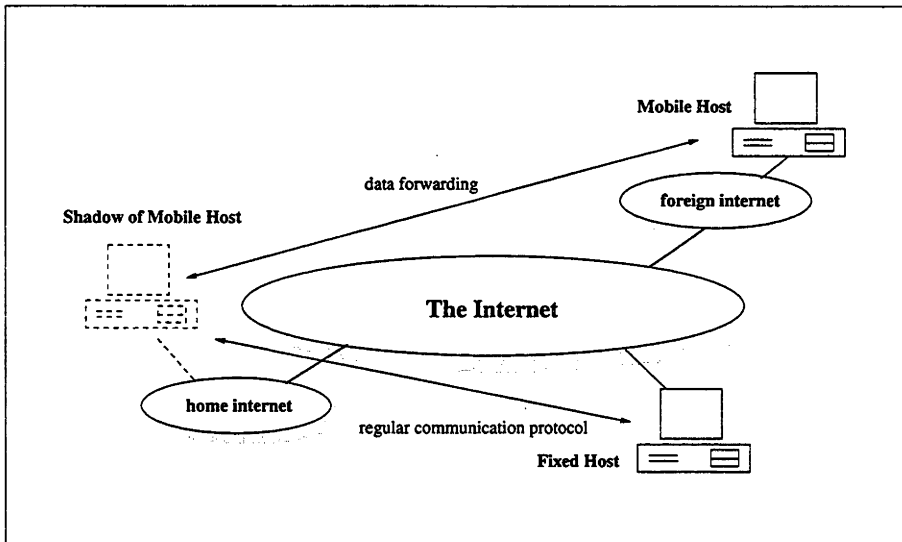 Mobile Host
data forwarding
foreign internet
Shadow of Mobile Host
The Internet
home internet
regular communication protocol
Fixed Host